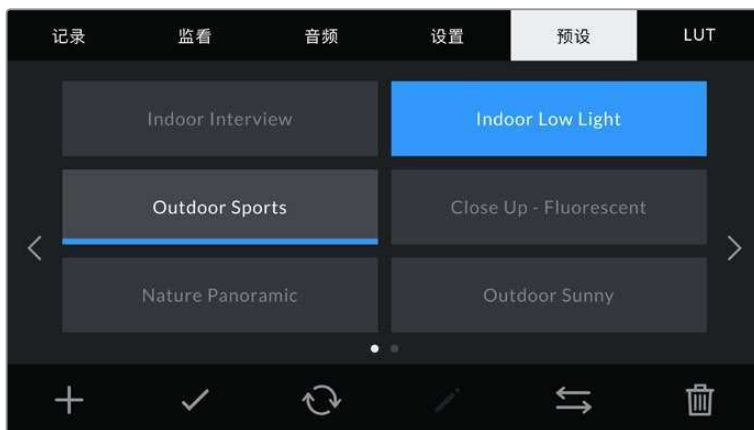 记录 监看 音频 设置 预设 LUT
Indoor Interview Indoor Low Light
Outdoor Sports Close Up - Fluorescent
Nature Panoramic Outdoor Sunny